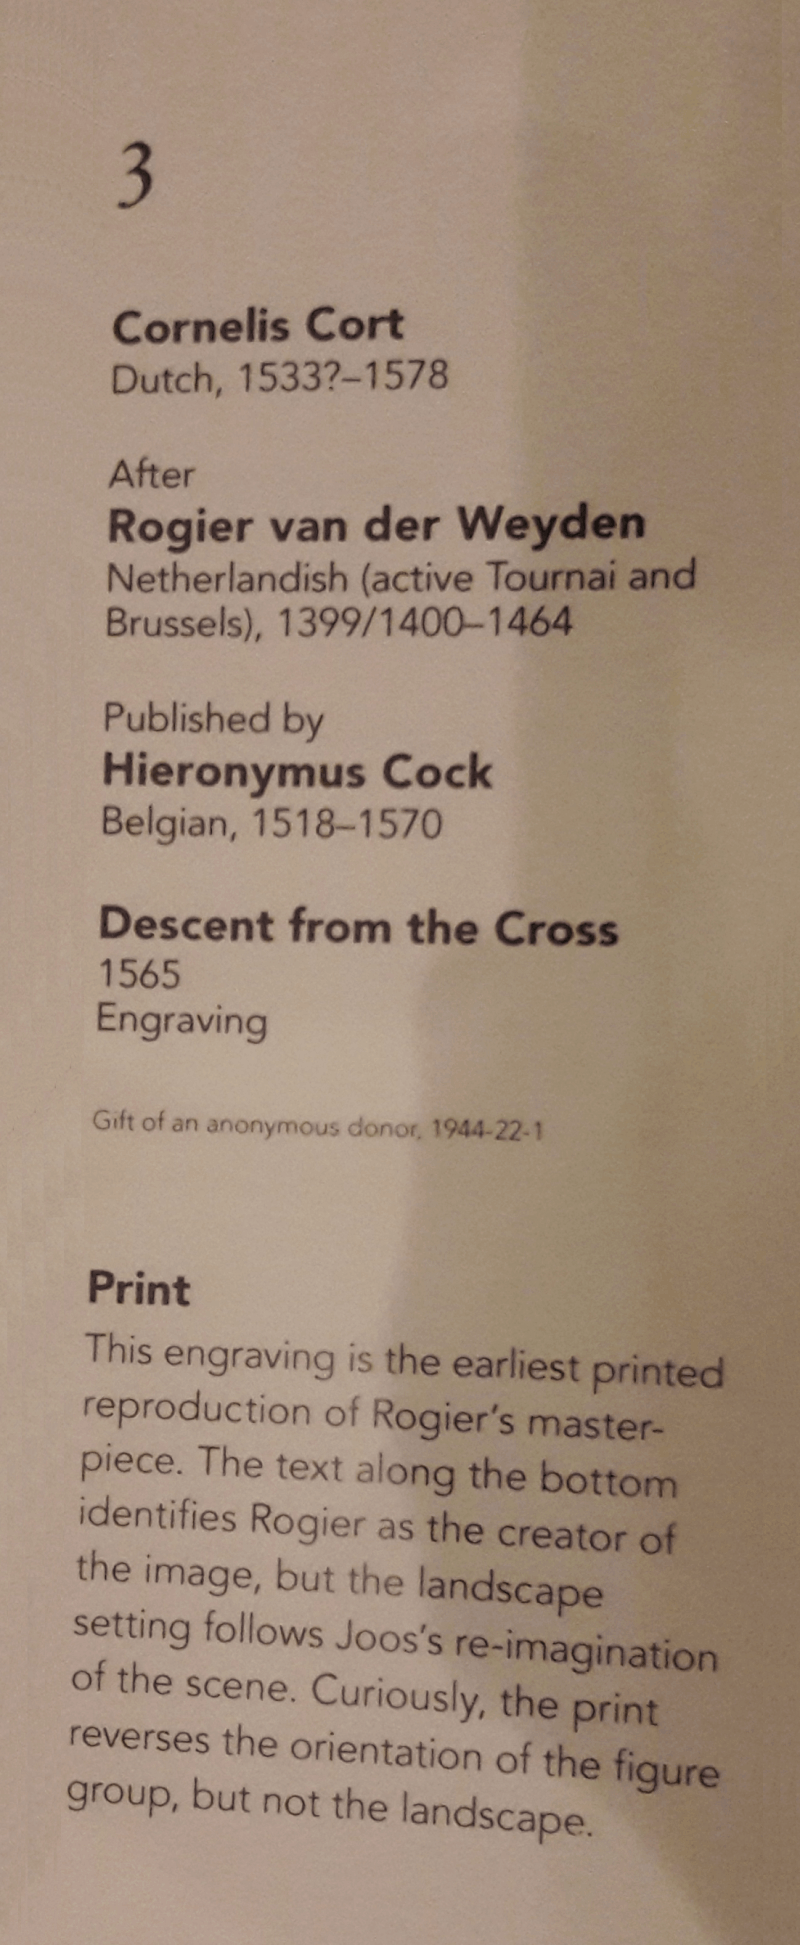 3
Cornelis Cort
Dutch, 1533?–1578
After
Rogier van der Weyden
Netherlandish (active Tournai and
Brussels), 1399/1400–1464
Published by
Hieronymus Cock
Belgian, 1518–1570
Descent from the Cross
1565
Engraving
Gift of an anonymous donor, 1944-22-1
Print
This engraving is the earliest printed
reproduction of Rogier's master-
piece. The text along the bottom
identifies Rogier as the creator of
the image, but the landscape
setting follows Joos's re-imagination
of the scene. Curiously, the print
reverses the orientation of the figure
group, but not the landscape.